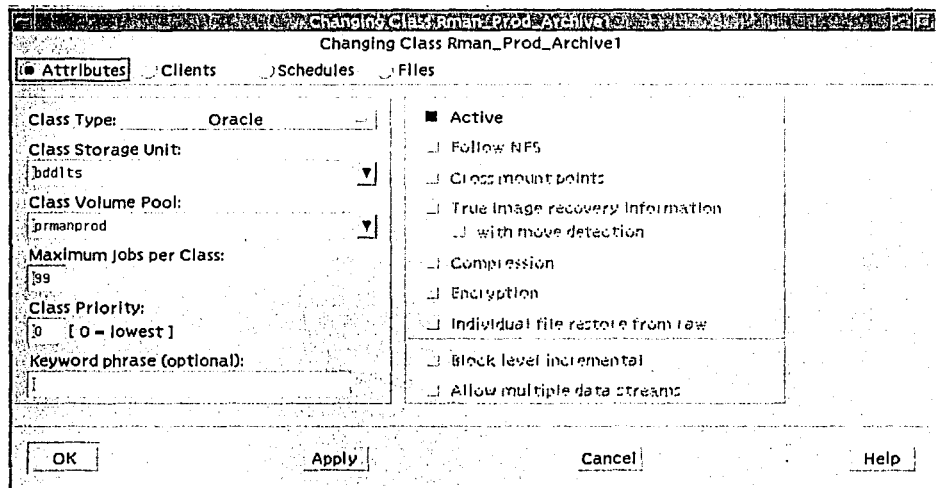 Changing Class Rman_Prod_Archive1
Changing Class Rman_Prod_Archive1
Attributes Clients Schedules Files
Class Type: Oracle
Class Storage Unit:
bddlts
Class Volume Pool:
prmanprod
Maximum Jobs per Class:
99
Class Priority:
0 [ 0 = lowest ]
Keyword phrase (optional):
Active
Follow NFS
Cross mount points
True image recovery information
with move detection
Compression
Encryption
Individual file restore from raw
Block level incremental
Allow multiple data streams
OK Apply Cancel Help